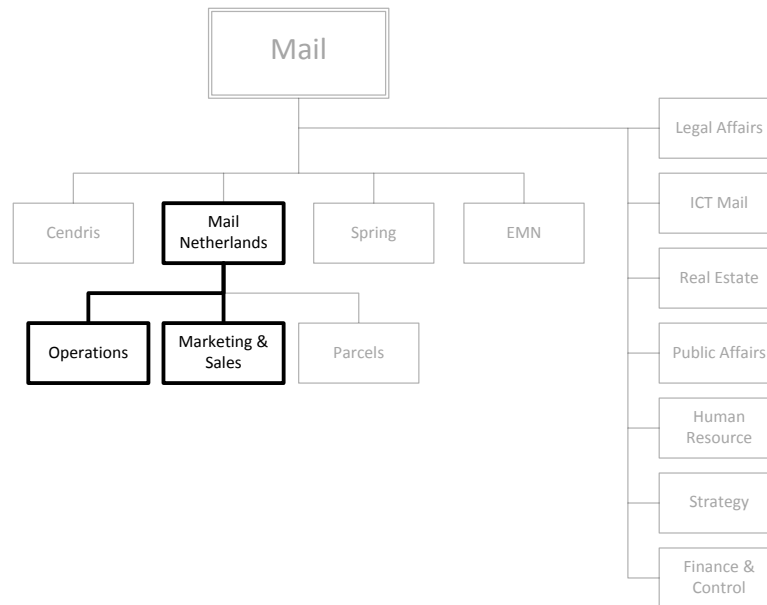 Mail
Legal Affairs
Cendris
Mail
Netherlands
Spring
EMN
ICT Mail
Real Estate
Operations
Marketing &
Sales
Parcels
Public Affairs
Human
Resource
Strategy
Finance &
Control